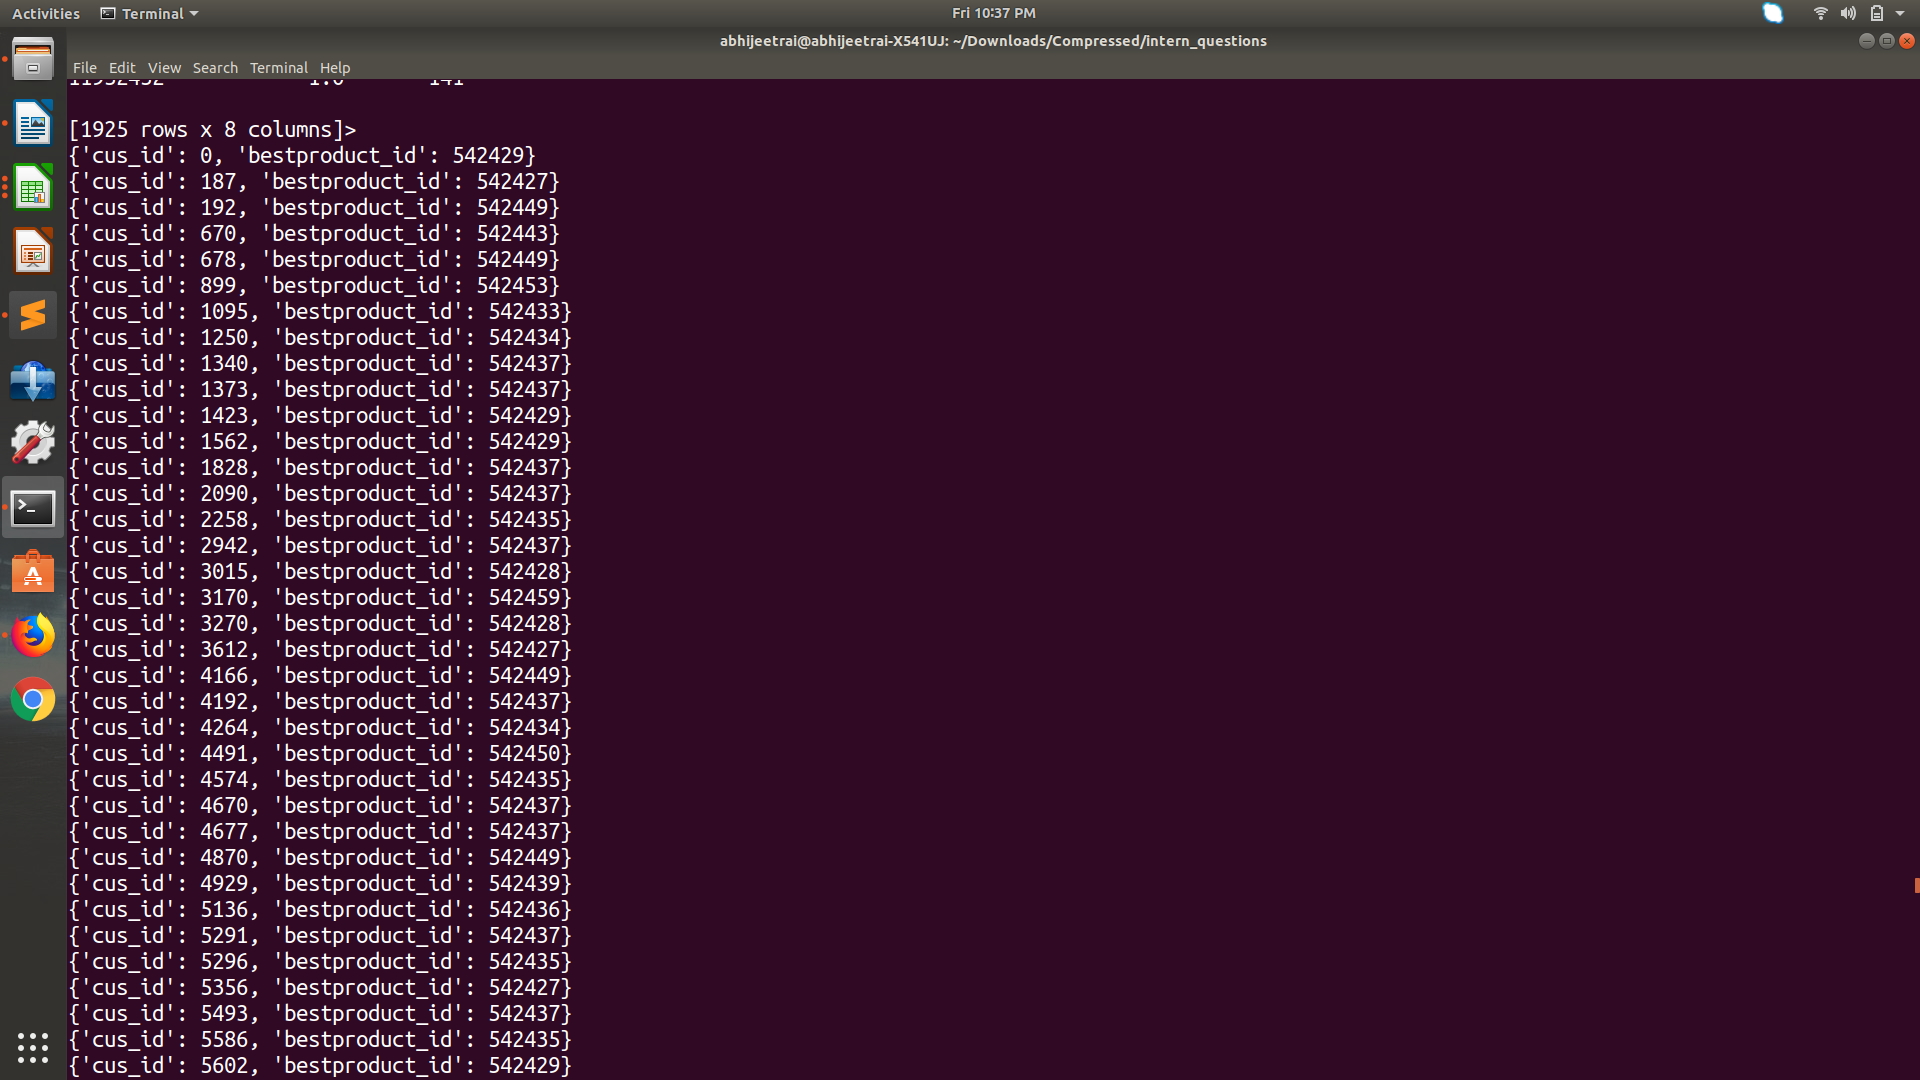 Activities Terminal Fri 10:37 PM
abhijeetrai@abhijeetrai-X541UJ: ~/Downloads/Compressed/intern_questions
File Edit View Search Terminal Help
[1925 rows x 8 columns]>
{'cus_id': 0, 'bestproduct_id': 542429}
{'cus_id': 187, 'bestproduct_id': 542427}
{'cus_id': 192, 'bestproduct_id': 542449}
{'cus_id': 670, 'bestproduct_id': 542443}
{'cus_id': 678, 'bestproduct_id': 542449}
{'cus_id': 899, 'bestproduct_id': 542453}
{'cus_id': 1095, 'bestproduct_id': 542433}
{'cus_id': 1250, 'bestproduct_id': 542434}
{'cus_id': 1340, 'bestproduct_id': 542437}
{'cus_id': 1373, 'bestproduct_id': 542437}
{'cus_id': 1423, 'bestproduct_id': 542429}
{'cus_id': 1562, 'bestproduct_id': 542429}
{'cus_id': 1828, 'bestproduct_id': 542437}
{'cus_id': 2090, 'bestproduct_id': 542437}
{'cus_id': 2258, 'bestproduct_id': 542435}
{'cus_id': 2942, 'bestproduct_id': 542437}
{'cus_id': 3015, 'bestproduct_id': 542428}
{'cus_id': 3170, 'bestproduct_id': 542459}
{'cus_id': 3270, 'bestproduct_id': 542428}
{'cus_id': 3612, 'bestproduct_id': 542427}
{'cus_id': 4166, 'bestproduct_id': 542449}
{'cus_id': 4192, 'bestproduct_id': 542437}
{'cus_id': 4264, 'bestproduct_id': 542434}
{'cus_id': 4491, 'bestproduct_id': 542450}
{'cus_id': 4574, 'bestproduct_id': 542435}
{'cus_id': 4670, 'bestproduct_id': 542437}
{'cus_id': 4677, 'bestproduct_id': 542437}
{'cus_id': 4870, 'bestproduct_id': 542449}
{'cus_id': 4929, 'bestproduct_id': 542439}
{'cus_id': 5136, 'bestproduct_id': 542436}
{'cus_id': 5291, 'bestproduct_id': 542437}
{'cus_id': 5296, 'bestproduct_id': 542435}
{'cus_id': 5356, 'bestproduct_id': 542427}
{'cus_id': 5493, 'bestproduct_id': 542437}
{'cus_id': 5586, 'bestproduct_id': 542435}
{'cus_id': 5602, 'bestproduct_id': 542429}